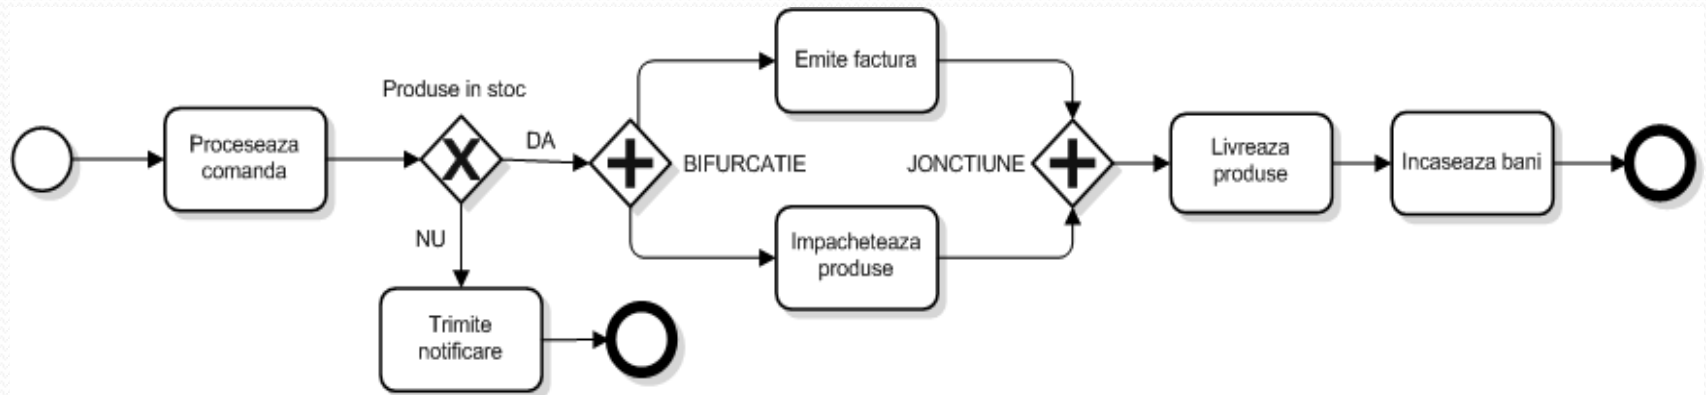 Proceseaza
comanda
Produse in stoc
DA
NU
Trimite
notificare
BIFURCATIE
Emite factura
Impacheteaza
produse
JONCTIUNE
Livreaza
produse
Incaseaza bani